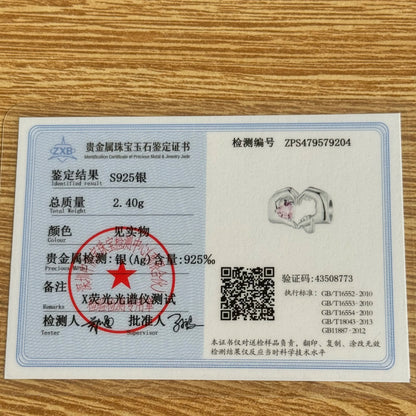 ZXB
贵金属珠宝玉石鉴定证书
Identification Certificate of Precious Metal & Jewelry Jade
检测编号 ZPS479579204
鉴定结果 S925银
Identified result
总质量 2.40g
Total Weight
颜色 见实物
Colour
贵金属检测:银(Ag)含量:925‰
Precious
备注 X荧光光谱仪测试
Remarks
检测人 批准人
Tester
验证码:43508773
执行标准: GB/T16552-2010
GB/T16553-2010
GB/T16554-2010
GB/T18043-2013
GB11887-2012
本证书仅对送检样品负责,翻印、复制、涂改无效
检测结果仪反应当时科学技术水平